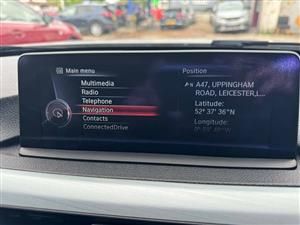 Main menu
Multimedia
Radio
Telephone
Navigation
Contacts
ConnectedDrive
Position
A47, UPPINGHAM
ROAD, LEICESTER,L...
Latitude:
52° 37' 36"N
Longitude: